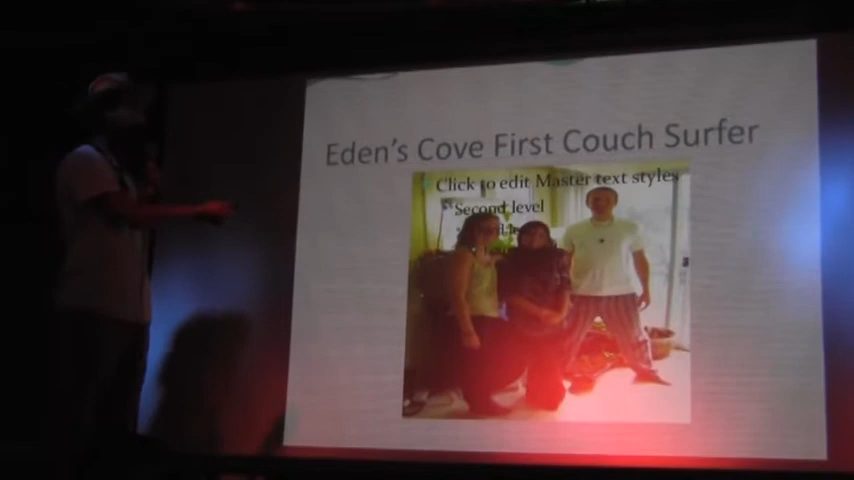 Eden's Cove First Couch Surfer
Click to edit Master text styles
Second level